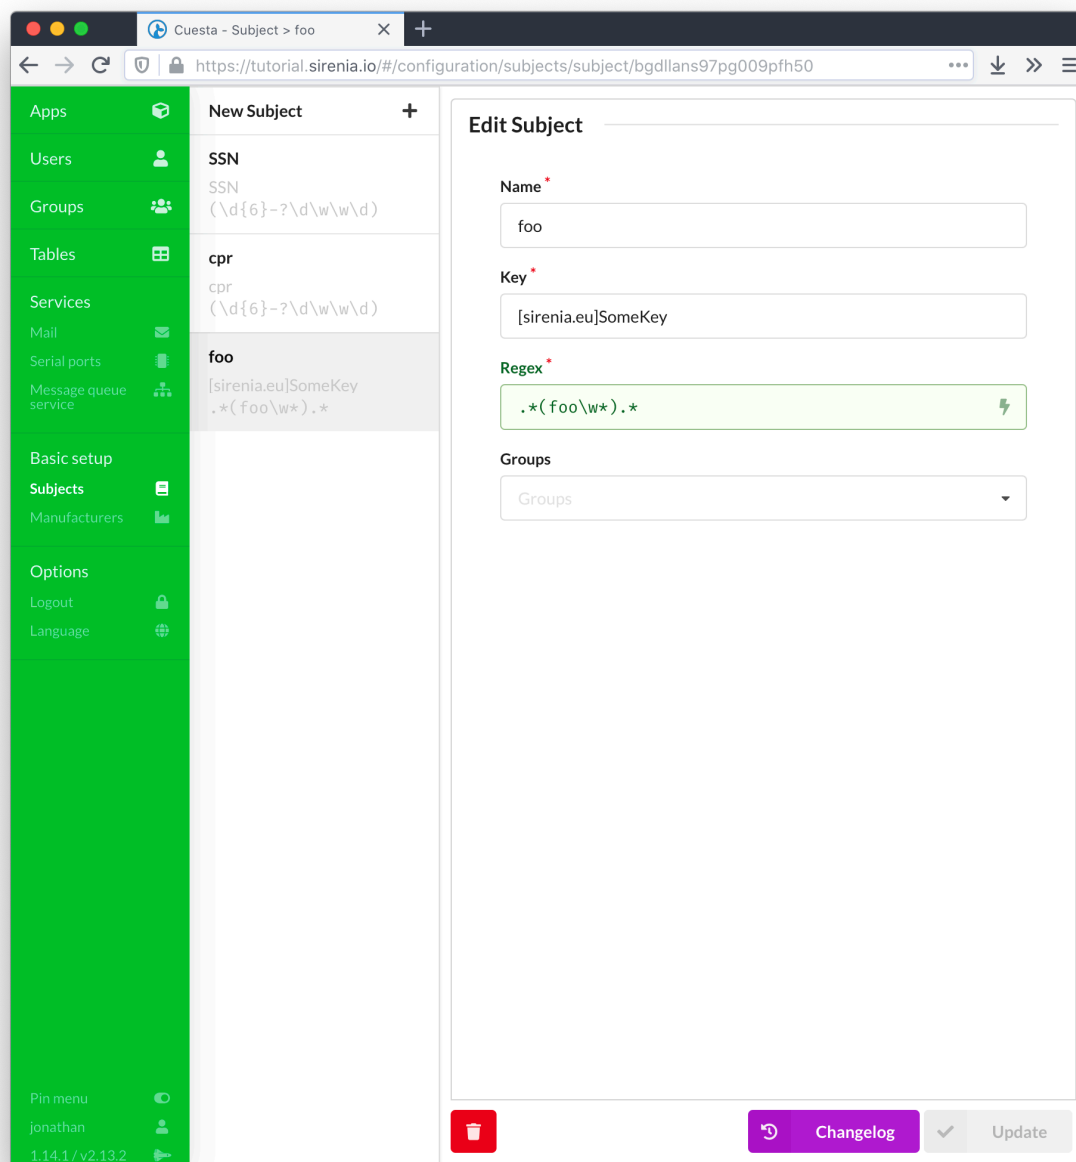 Cuesta - Subject > foo
https://tutorial.sirenia.io/#/configuration/subjects/subject/bgdllans97pg009pfh50
Apps
Users
Groups
Tables
Services
Mail
Serial ports
Message queue
service
Basic setup
Subjects
Manufacturers
Options
Logout
Language
Pin menu
jonathan
1.14.1 / v2.13.2
New Subject
SSN
SSN
(\d{6}-?\d\w\w\d)
cpr
cpr
(\d{6}-?\d\w\w\d)
foo
[sirenia.eu]SomeKey
.*(foo\w*).*
Edit Subject
Name *
foo
Key *
[sirenia.eu]SomeKey
Regex *
.*(foo\w*).*
Groups
Groups
Changelog
Update